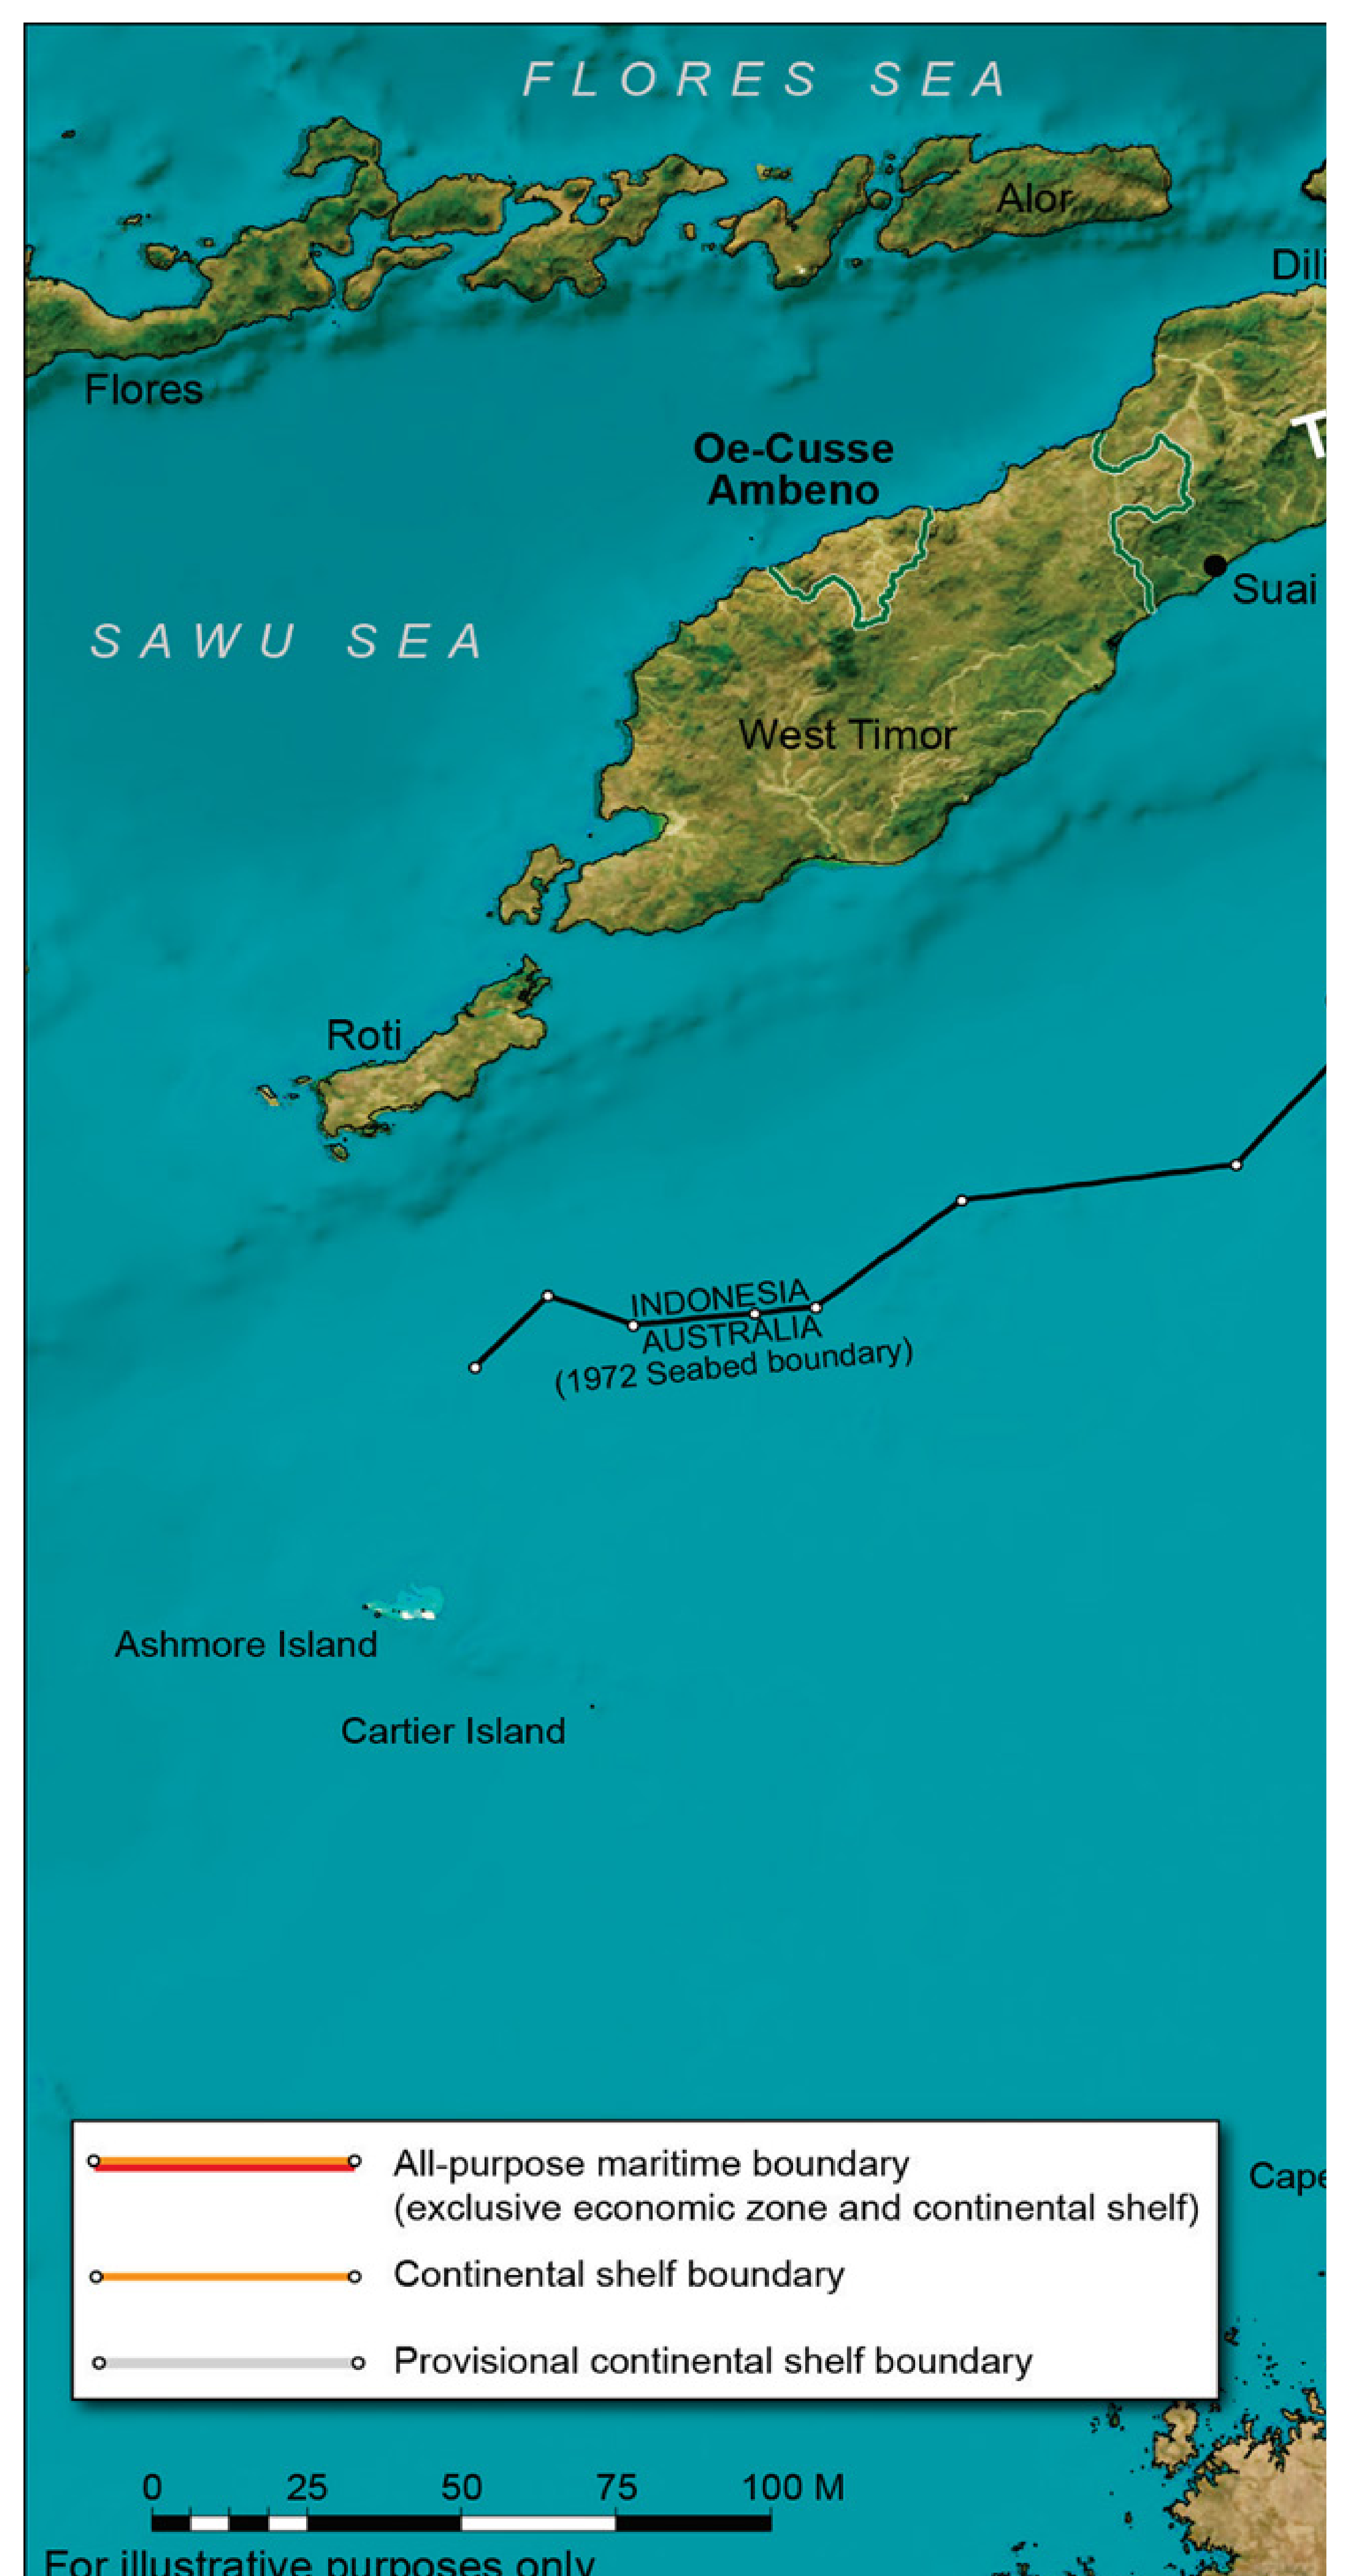 FLORES SEA
Alor
Dili
Flores
T
Oe-Cusse
Ambeno
Suai
SAWU SEA
West Timor
Roti
INDONESIA
AUSTRALIA
(1972 Seabed boundary)
Ashmore Island
Cartier Island
All-purpose maritime boundary
(exclusive economic zone and continental shelf)
Cape
Continental shelf boundary
Provisional continental shelf boundary
0 25 50 75 100 M
For illustrative purposes only